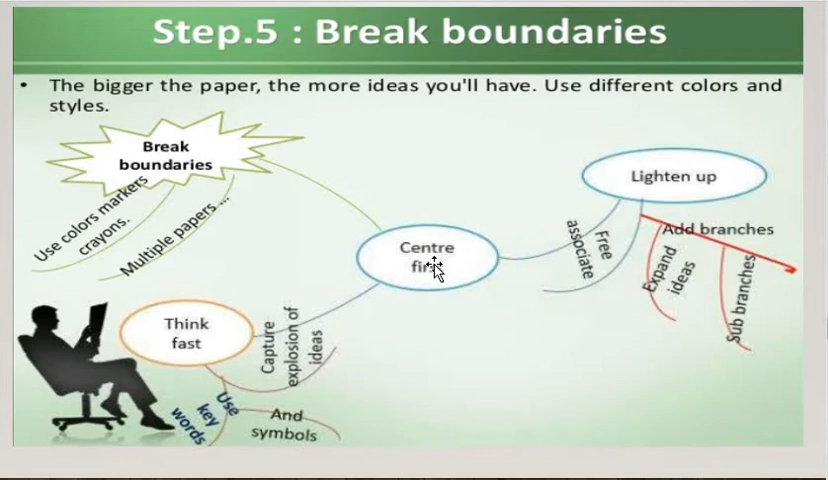 Step.5 : Break boundaries
• The bigger the paper, the more ideas you'll have. Use different colors and
styles.
Break
boundaries
Use colors markers
crayons.
Multiple papers ...
Centre
first
Lighten up
Free
associate
Add branches
Expand
ideas
Sub branches
Think
fast
Capture
explosion of
ideas
Use
key
words
And
symbols